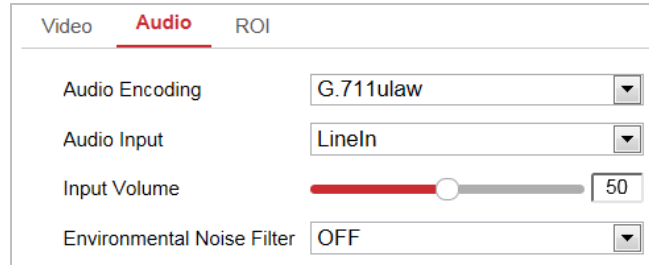 Video Audio ROI
Audio Encoding G.711ulaw
Audio Input LineIn
Input Volume 50
Environmental Noise Filter OFF